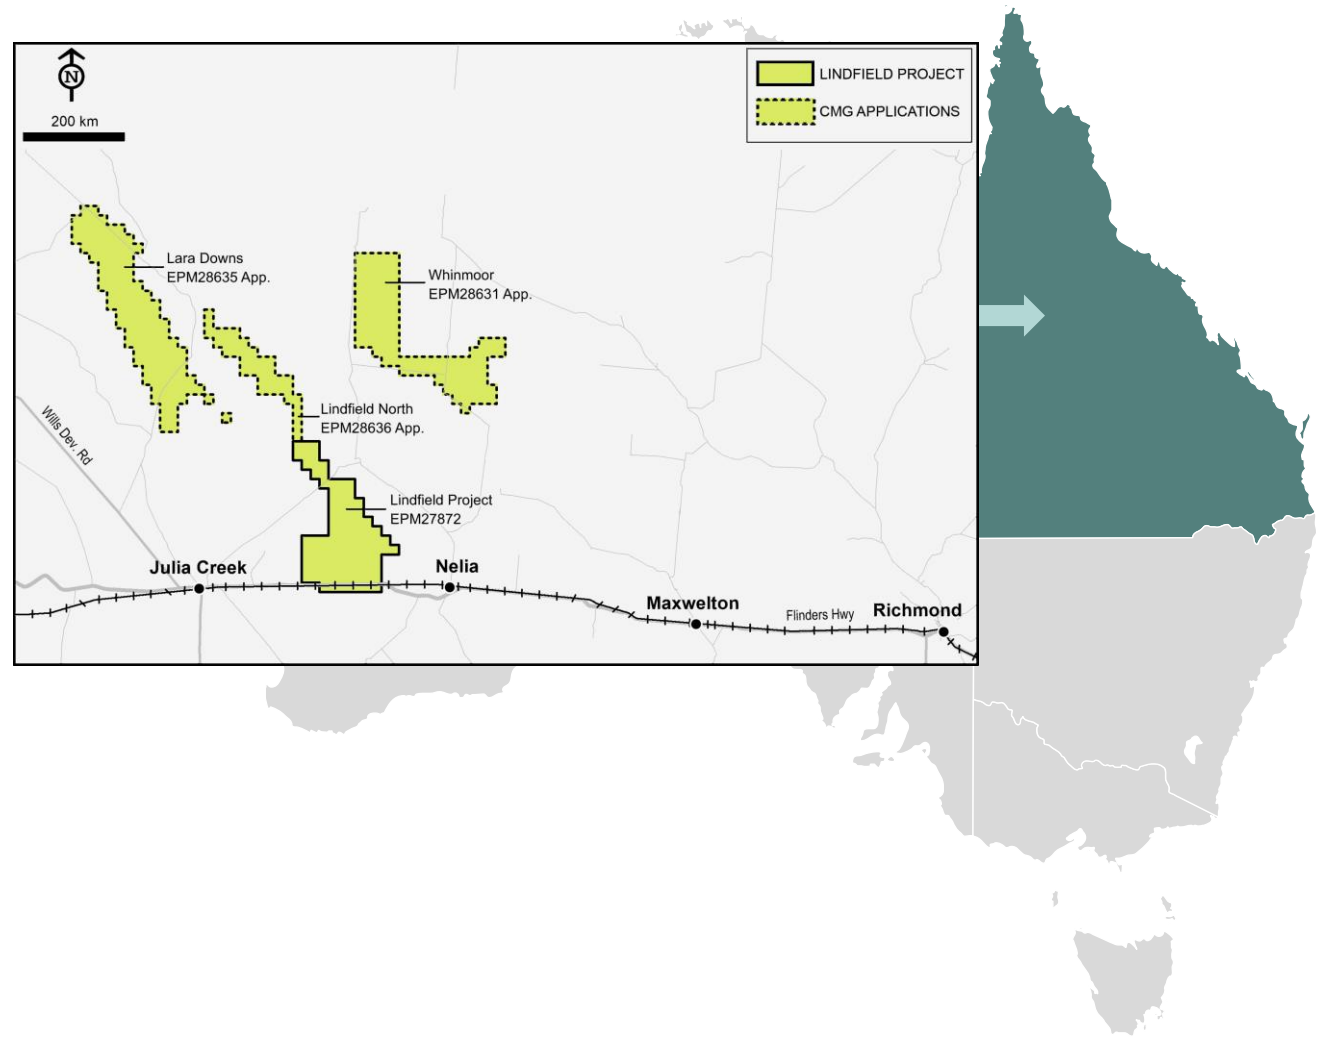 N
200 km
LINDFIELD PROJECT
CMG APPLICATIONS
Lara Downs
EPM28635 App.
Whinmoor
EPM28631 App.
Lindfield North
EPM28636 App.
Wills Dev. Rd
Lindfield Project
EPM27872
Julia Creek
Nelia
Maxwelton
Flinders Hwy
Richmond